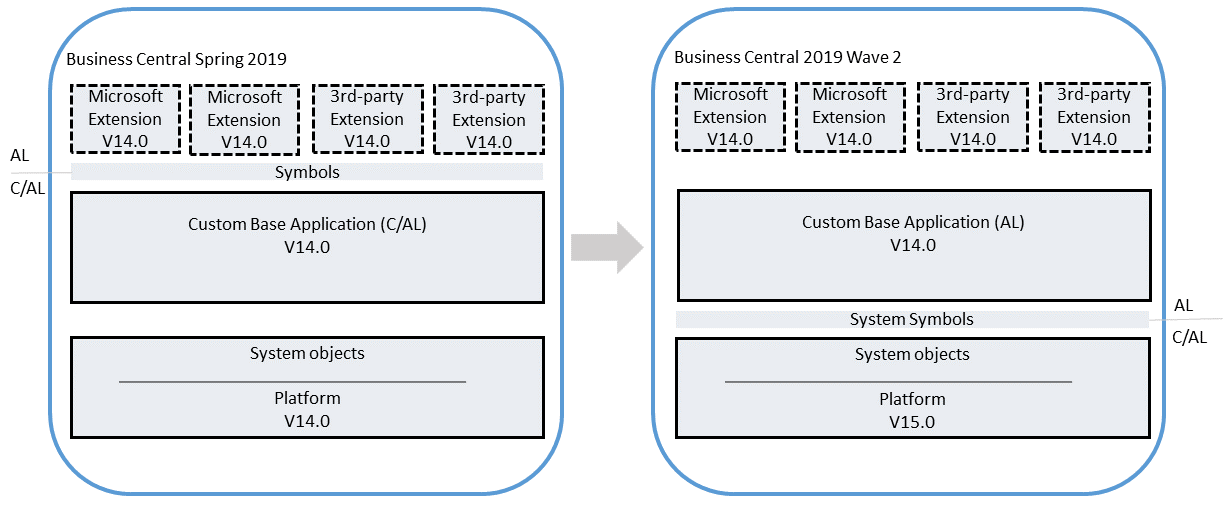 Business Central Spring 2019
Microsoft
Extension
V14.0
Microsoft
Extension
V14.0
3rd-party
Extension
V14.0
3rd-party
Extension
V14.0
AL
C/AL
Symbols
Custom Base Application (C/AL)
V14.0
System objects
Platform
V14.0
Business Central 2019 Wave 2
Microsoft
Extension
V14.0
Microsoft
Extension
V14.0
3rd-party
Extension
V14.0
3rd-party
Extension
V14.0
Custom Base Application (AL)
V14.0
System Symbols
AL
C/AL
System objects
Platform
V15.0